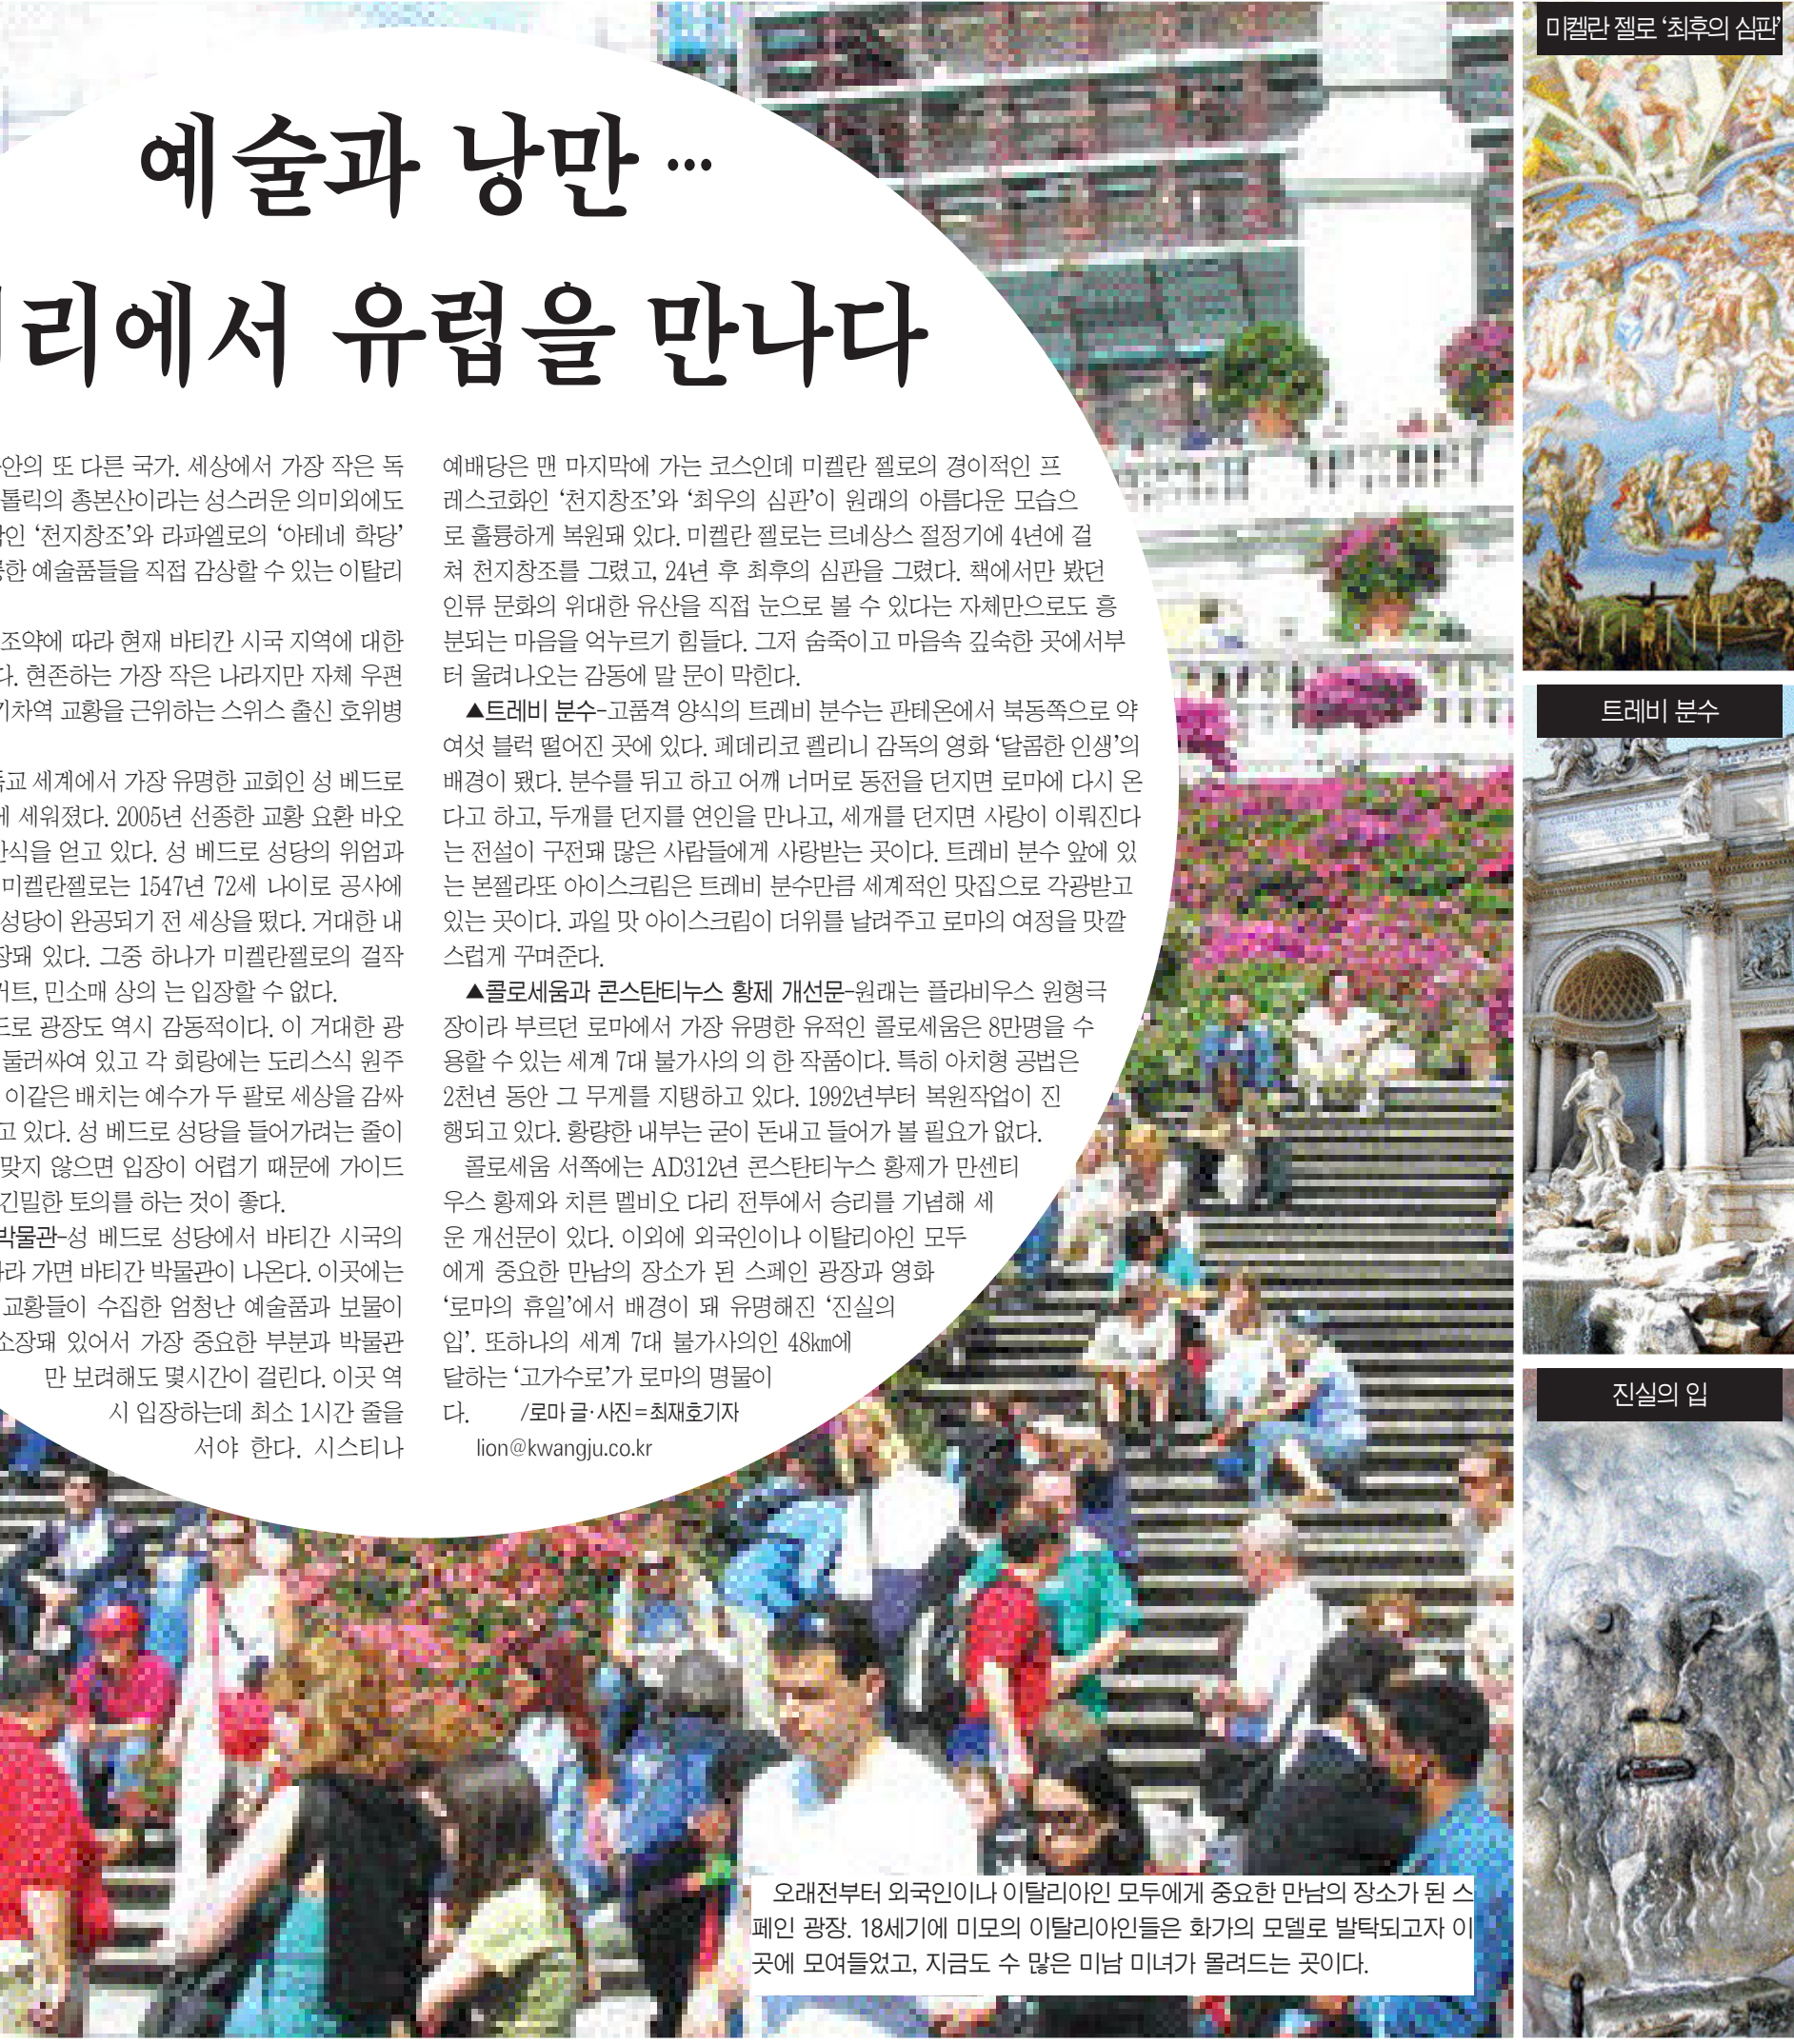 예술과 낭만 …
리에서 유럽을 만나다
안의 또 다른 국가. 세상에서 가장 작은 독
톨릭의 총본산이라는 성스러운 의미외에도
인 ‘천지창조’와 라파엘로의 ‘아테네 학당’
한 예술품들을 직접 감상할 수 있는 이탈리
조약에 따라 현재 바티칸 시국 지역에 대한
다. 현존하는 가장 작은 나라지만 자체 우편
기차역 교황을 근위하는 스위스 출신 호위병
교 세계에서 가장 유명한 교회인 성 베드로
에 세워졌다. 2005년 선종한 교황 요환 바오
안식을 얻고 있다. 성 베드로 성당의 위엄과
미켈란젤로는 1547년 72세 나이로 공사에
성당이 완공되기 전 세상을 떴다. 거대한 내
장돼 있다. 그중 하나가 미켈란젤로의 걸작
커트, 민소매 상의 는 입장할 수 없다.
드로 광장도 역시 감동적이다. 이 거대한 광
둘러싸여 있고 각 회랑에는 도리스식 원주
이같은 배치는 예수가 두 팔로 세상을 감싸
고 있다. 성 베드로 성당을 들어가려는 줄이
맞지 않으면 입장이 어렵기 때문에 가이드
긴밀한 토의를 하는 것이 좋다.
박물관-성 베드로 성당에서 바티간 시국의
라 가면 바티간 박물관이 나온다. 이곳에는
교황들이 수집한 엄청난 예술품과 보물이
소장돼 있어서 가장 중요한 부분과 박물관
만 보려해도 몇시간이 걸린다. 이곳 역
시 입장하는데 최소 1시간 줄을
서야 한다. 시스티나
예배당은 맨 마지막에 가는 코스인데 미켈란 젤로의 경이적인 프
레스코화인 ‘천지창조’와 ‘최우의 심판’이 원래의 아름다운 모습으
로 훌륭하게 복원돼 있다. 미켈란 젤로는 르네상스 절정기에 4년에 걸
쳐 천지창조를 그렸고, 24년 후 최후의 심판을 그렸다. 책에서만 봤던
인류 문화의 위대한 유산을 직접 눈으로 볼 수 있다는 자체만으로도 흥
분되는 마음을 억누르기 힘들다. 그저 숨죽이고 마음속 깊숙한 곳에서부
터 울려나오는 감동에 말 문이 막힌다.
▲트레비 분수-고품격 양식의 트레비 분수는 판테온에서 북동쪽으로 약
여섯 블럭 떨어진 곳에 있다. 페데리코 펠리니 감독의 영화 ‘달콤한 인생’의
배경이 됐다. 분수를 뒤고 하고 어깨 너머로 동전을 던지면 로마에 다시 온
다고 하고, 두개를 던지를 연인을 만나고, 세개를 던지면 사랑이 이뤄진다
는 전설이 구전돼 많은 사람들에게 사랑받는 곳이다. 트레비 분수 앞에 있
는 본젤라또 아이스크림은 트레비 분수만큼 세계적인 맛집으로 각광받고
있는 곳이다. 과일 맛 아이스크립이 더위를 날려주고 로마의 여정을 맛깔
스럽게 꾸며준다.
▲콜로세움과 콘스탄티누스 황제 개선문-원래는 플라비우스 원형극
장이라 부르던 로마에서 가장 유명한 유적인 콜로세움은 8만명을 수
용할 수 있는 세계 7대 불가사의 의 한 작품이다. 특히 아치형 공법은
2천년 동안 그 무게를 지탱하고 있다. 1992년부터 복원작업이 진
행되고 있다. 황량한 내부는 굳이 돈내고 들어가 볼 필요가 없다.
콜로세움 서쪽에는 AD312년 콘스탄티누스 황제가 만센티
우스 황제와 치른 멜비오 다리 전투에서 승리를 기념해 세
운 개선문이 있다. 이외에 외국인이나 이탈리아인 모두
에게 중요한 만남의 장소가 된 스페인 광장과 영화
‘로마의 휴일’에서 배경이 돼 유명해진 ‘진실의
입’. 또하나의 세계 7대 불가사의인 48km에
달하는 ‘고가수로’가 로마의 명물이
다. /로마 글·사진=최재호기자
lion@kwangju.co.kr
오래전부터 외국인이나 이탈리아인 모두에게 중요한 만남의 장소가 된 스
페인 광장. 18세기에 미모의 이탈리아인들은 화가의 모델로 발탁되고자 이
곳에 모여들었고, 지금도 수 많은 미남 미녀가 몰려드는 곳이다.
미켈란 젤로 ‘최후의 심판’
트레비 분수
진실의 입